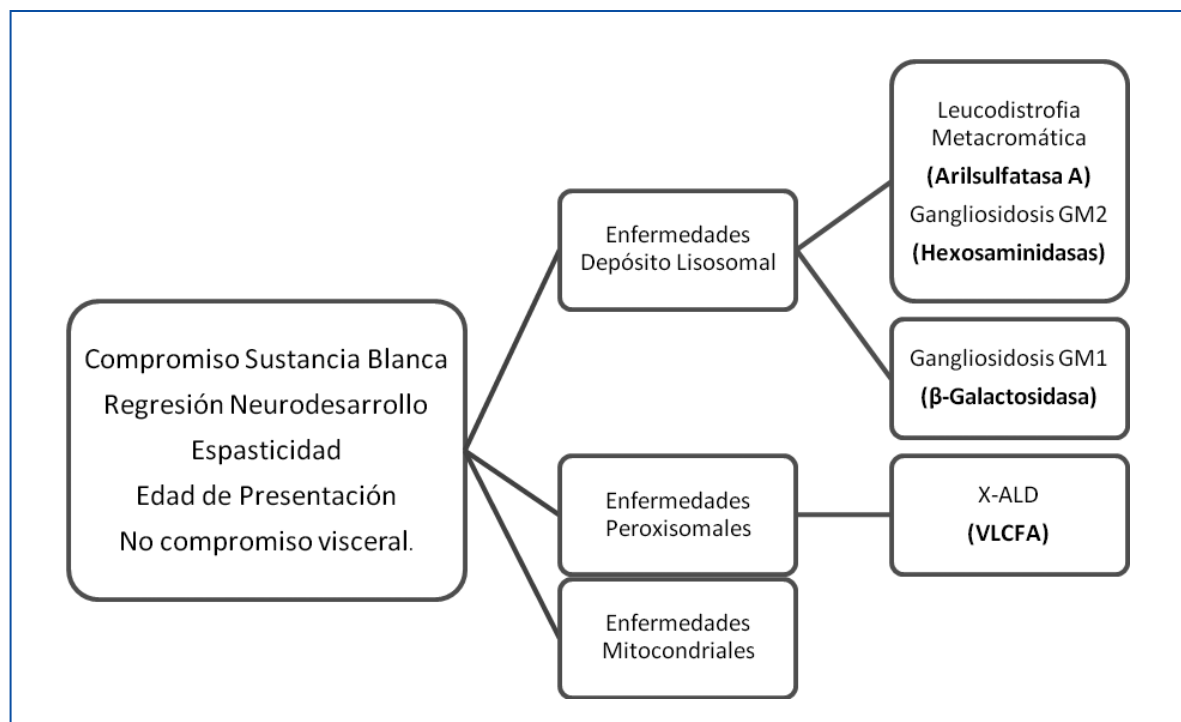 Compromiso Sustancia Blanca
Regresión Neurodesarrollo
Espasticidad
Edad de Presentación
No compromiso visceral.
Enfermedades
Depósito Lisosomal
Leucodistrofia
Metacromática
(Arilsulfatasa A)
Gangliosidosis GM2
(Hexosaminidasas)
Gangliosidosis GM1
(β-Galactosidasa)
Enfermedades
Peroxisomales
X-ALD
(VLCFA)
Enfermedades
Mitocondriales